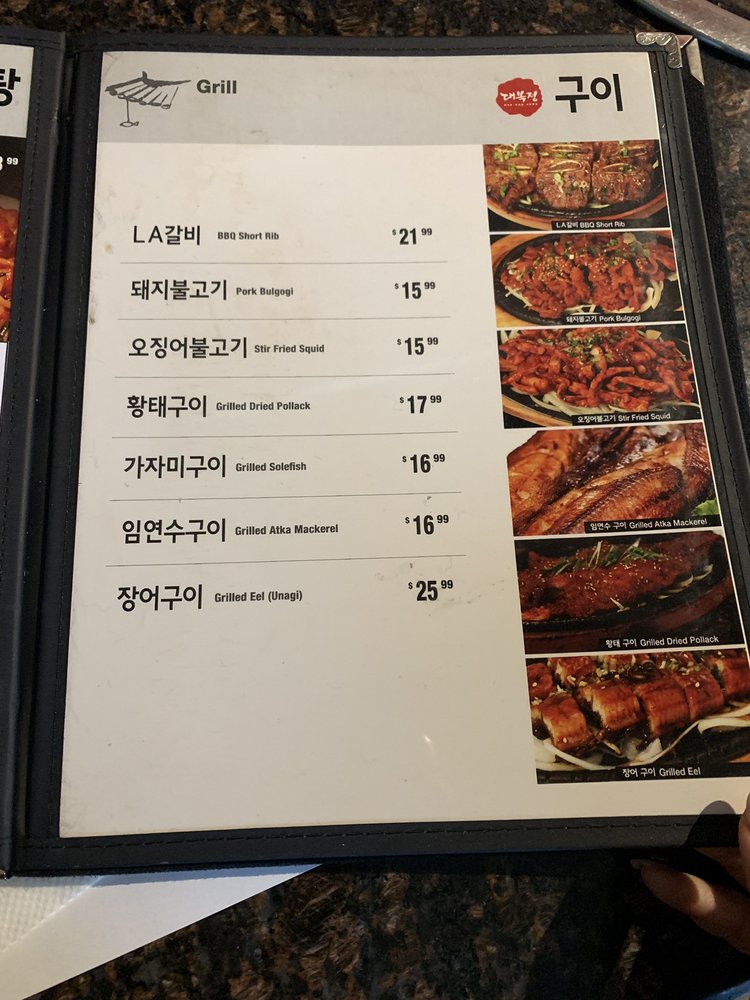 탕
99
Grill
대복전
구이
LA갈비 BBQ Short Rib $21 99
돼지불고기 Pork Bulgogi $15 99
오징어불고기 Stir Fried Squid $15 99
황태구이 Grilled Dried Pollack $17 99
가자미구이 Grilled Solefish $16 99
임연수구이 Grilled Atka Mackerel $16 99
장어구이 Grilled Eel (Unagi) $25 99
LA갈비 BBQ Short Rib
돼지불고기 Pork Bulgogi
오징어불고기 Stir Fried Squid
임연수 구이 Grilled Atka Mackerel
황태 구이 Grilled Dried Pollack
장어 구이 Grilled Eel